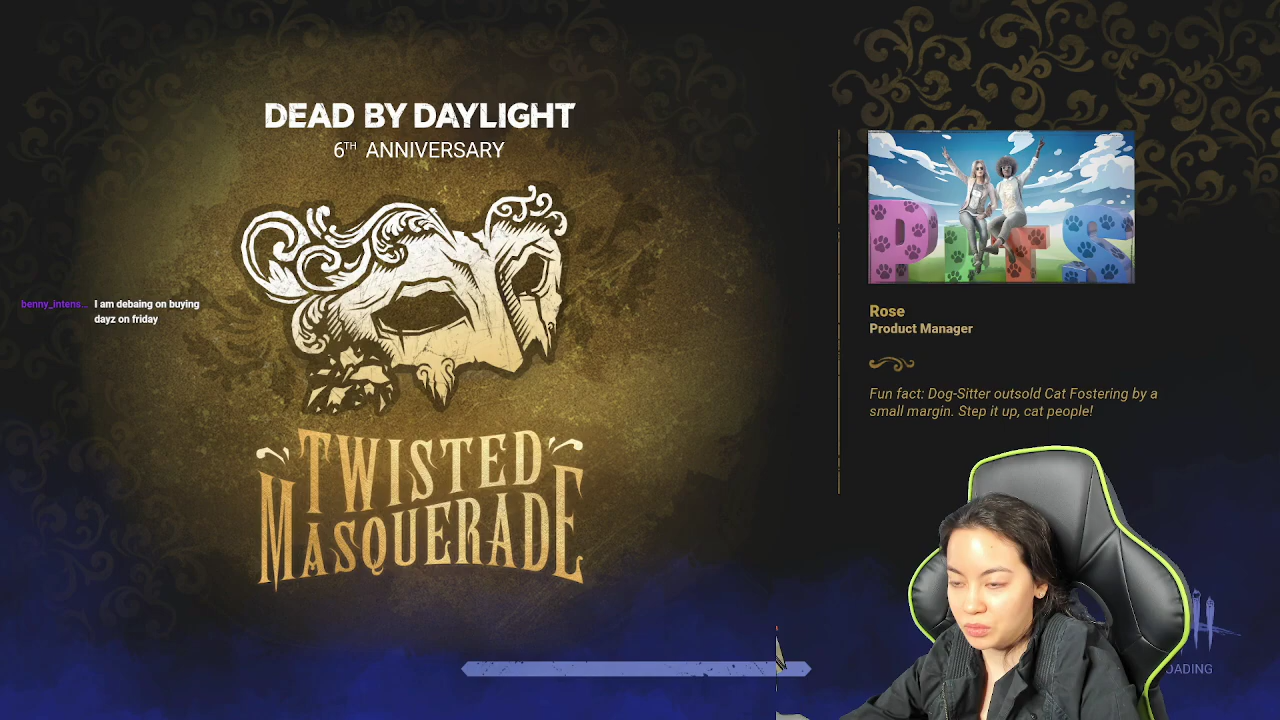 DEAD BY DAYLIGHT
6TH ANNIVERSARY
TWISTED
MASQUERADE
benny_intens... I am debaing on buying
dayz on friday
PITS
Rose
Product Manager
Fun fact: Dog-Sitter outsold Cat Fostering by a
small margin. Step it up, cat people!
OADING